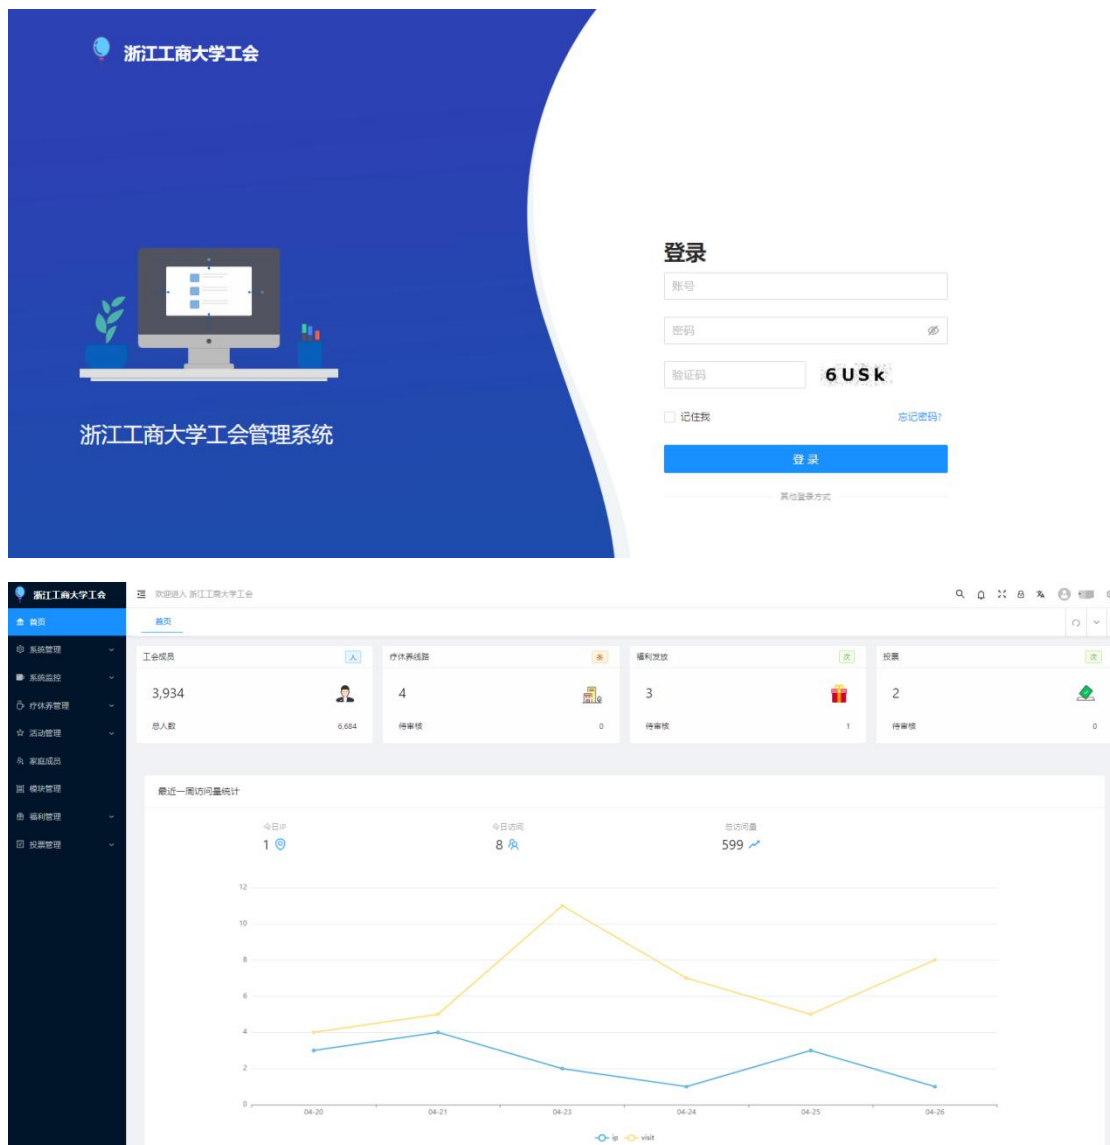 浙江工商大学工会
登录
账号
密码
验证码 6USk
记住我 忘记密码?
浙江工商大学工会管理系统
登 录
其他登录方式
浙江工商大学工会 欢迎进入 浙江工商大学工会
首页 首页
系统管理
系统监控
疗休养管理
活动管理
家庭成员
模块管理
福利管理
投票管理
工会成员 人 疗休养线路 条 福利发放 次 投票 次
3,934 4 3 2
总人数 6,684 待审核 0 待审核 1 待审核 0
最近一周访问量统计
今日IP 今日访问 总访问量
1 8 599
12
10
8
6
4
2
0
04-20 04-21 04-23 04-24 04-25 04-26
ip visit